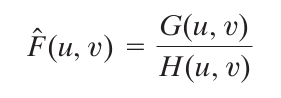 F̂(u, v) = G(u, v) / H(u, v)